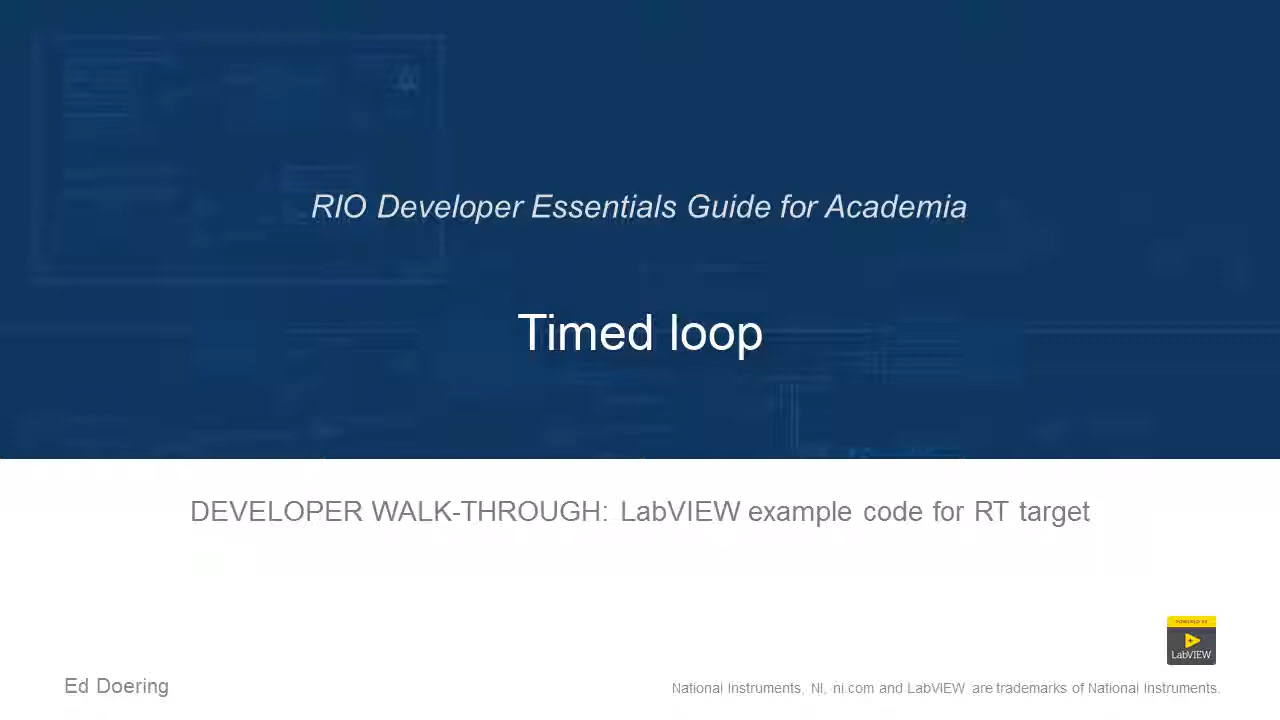 RIO Developer Essentials Guide for Academia
Timed loop
DEVELOPER WALK-THROUGH: LabVIEW example code for RT target
POWERED BY
LabVIEW
Ed Doering
National Instruments, NI, ni.com and LabVIEW are trademarks of National Instruments.